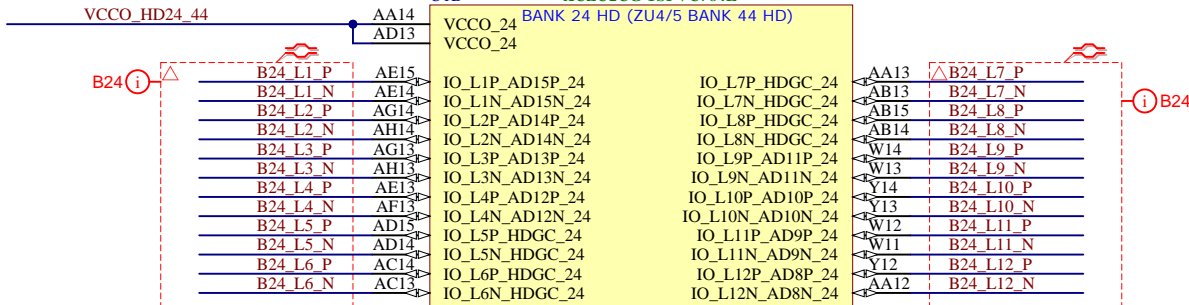 VCCO_HD24_44
AA14
AD13
VCCO_24
VCCO_24
BANK 24 HD (ZU4/5 BANK 44 HD)
B24
B24_L1_P AE15 IO_L1P_AD15P_24
B24_L1_N AE14 IO_L1N_AD15N_24
B24_L2_P AG14 IO_L2P_AD14P_24
B24_L2_N AH14 IO_L2N_AD14N_24
B24_L3_P AG13 IO_L3P_AD13P_24
B24_L3_N AH13 IO_L3N_AD13N_24
B24_L4_P AE13 IO_L4P_AD12P_24
B24_L4_N AF13 IO_L4N_AD12N_24
B24_L5_P AD15 IO_L5P_HDGC_24
B24_L5_N AD14 IO_L5N_HDGC_24
B24_L6_P AC14 IO_L6P_HDGC_24
B24_L6_N AC13 IO_L6N_HDGC_24
IO_L7P_HDGC_24 AA13 B24_L7_P
IO_L7N_HDGC_24 AB13 B24_L7_N
IO_L8P_HDGC_24 AB15 B24_L8_P
IO_L8N_HDGC_24 AB14 B24_L8_N
IO_L9P_AD11P_24 W14 B24_L9_P
IO_L9N_AD11N_24 W13 B24_L9_N
IO_L10P_AD10P_24 Y14 B24_L10_P
IO_L10N_AD10N_24 Y13 B24_L10_N
IO_L11P_AD9P_24 W12 B24_L11_P
IO_L11N_AD9N_24 W11 B24_L11_N
IO_L12P_AD8P_24 Y12 B24_L12_P
IO_L12N_AD8N_24 AA12 B24_L12_N
i
i B24